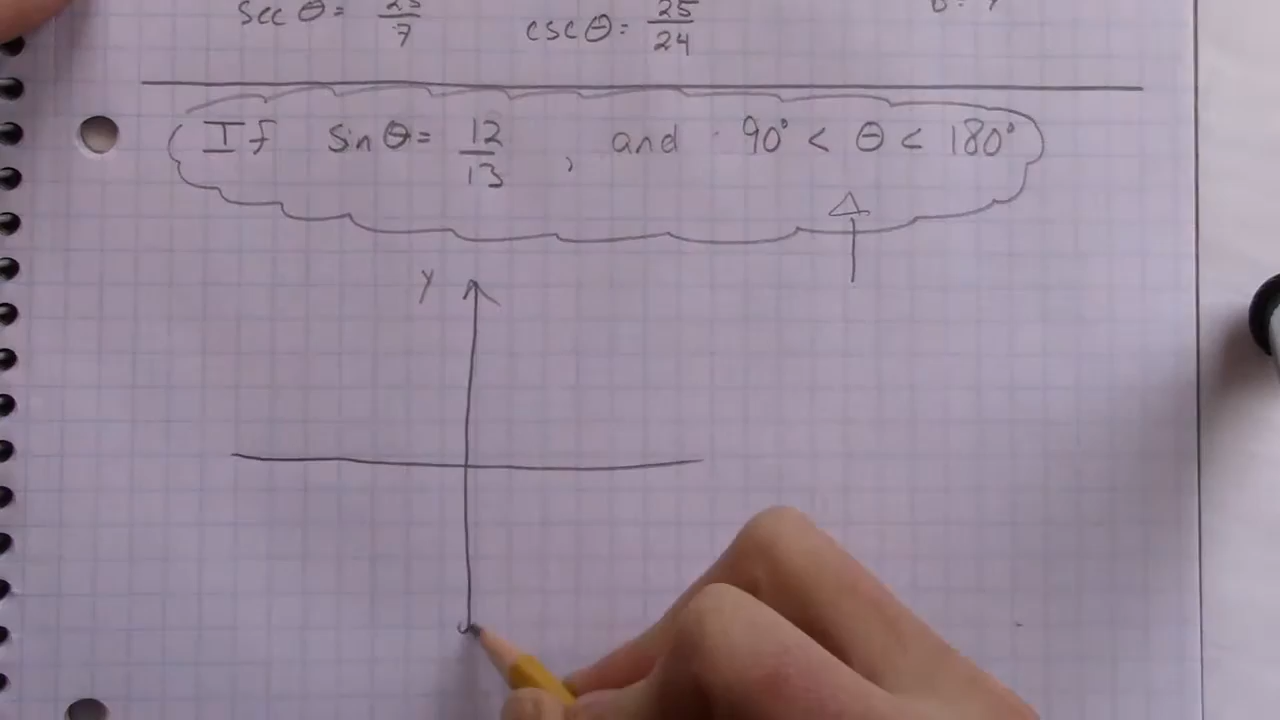 sec θ = 25/7 csc θ = 25/24
If sin θ = 12/13 , and 90° < θ < 180°
y